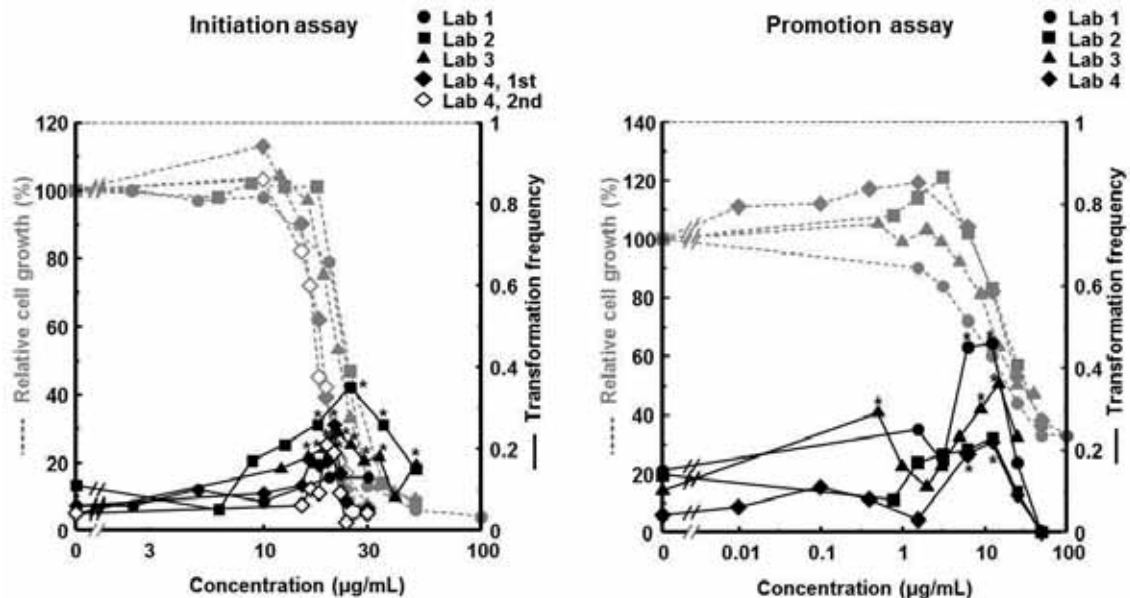 Initiation assay
Lab 1
Lab 2
Lab 3
Lab 4, 1st
Lab 4, 2nd
120
100
80
60
40
20
0
1
0.8
0.6
0.4
0.2
0
0
3
10
30
100
Relative cell growth (%)
Transformation frequency
Concentration (µg/mL)
Promotion assay
Lab 1
Lab 2
Lab 3
Lab 4
140
120
100
80
60
40
20
0
1
0.8
0.6
0.4
0.2
0
0
0.01
0.1
1
10
100
Relative cell growth (%)
Transformation frequency
Concentration (µg/mL)